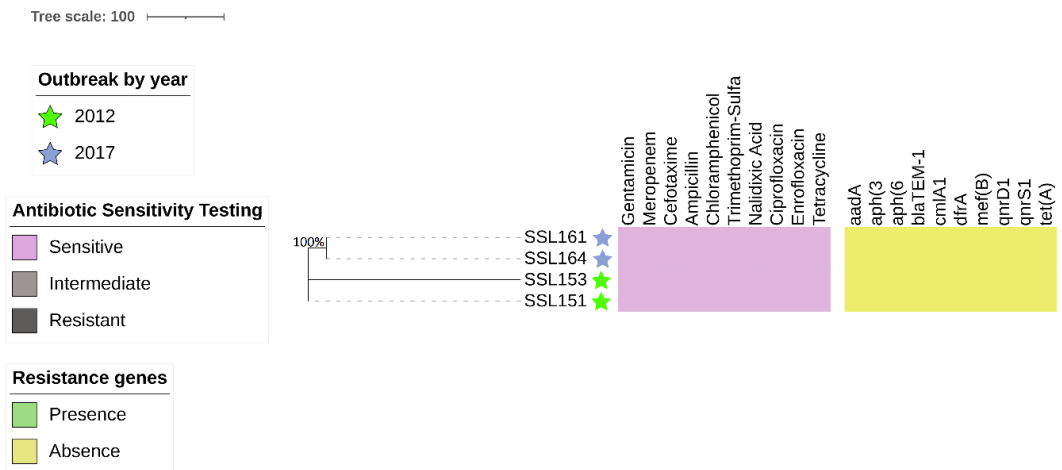 Tree scale: 100
Outbreak by year
2012
2017
Antibiotic Sensitivity Testing
Sensitive
Intermediate
Resistant
Resistance genes
Presence
Absence
100%
SSL161
SSL164
SSL153
SSL151
Gentamicin
Meropenem
Cefotaxime
Ampicillin
Chloramphenicol
Trimethoprim-Sulfa
Nalidixic Acid
Ciprofloxacin
Enrofloxacin
Tetracycline
aadA
aph(3
aph(6
blaTEM-1
cmlA1
dfrA
mef(B)
qnrD1
qnrS1
tet(A)